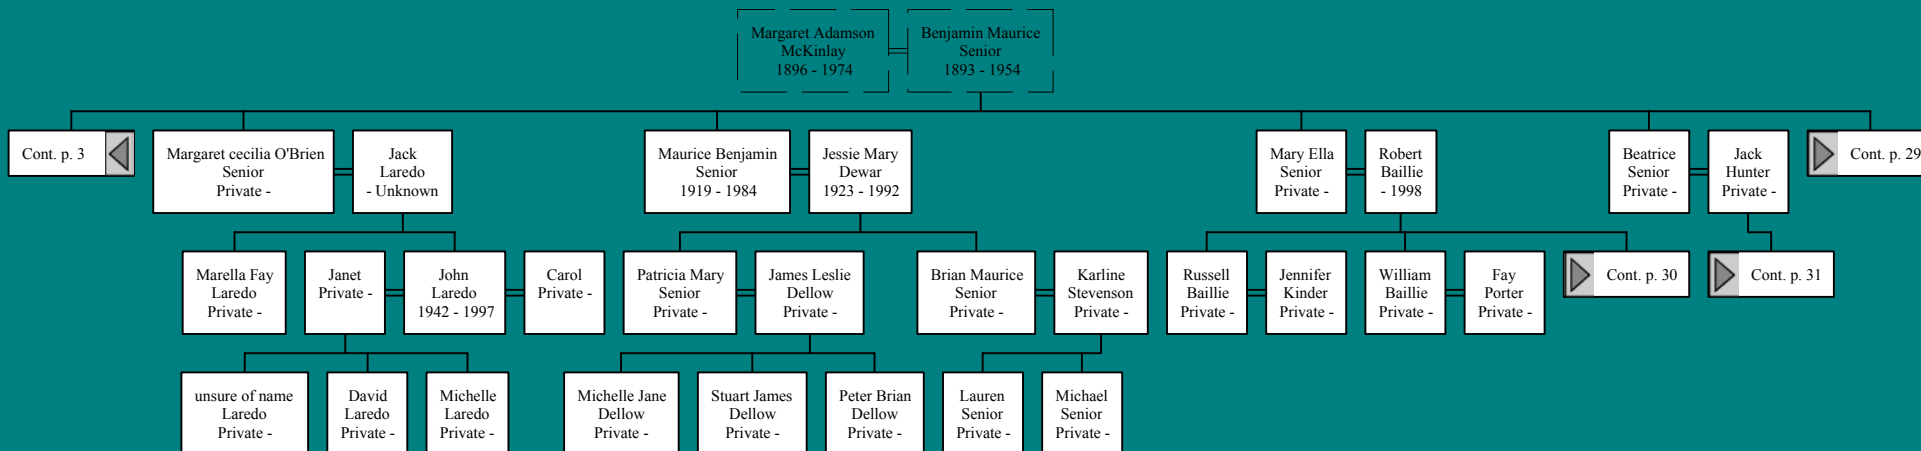 Margaret Adamson
McKinlay
1896 - 1974
Benjamin Maurice
Senior
1893 - 1954
Cont. p. 3
Margaret cecilia O'Brien
Senior
Private -
Jack
Laredo
- Unknown
Maurice Benjamin
Senior
1919 - 1984
Jessie Mary
Dewar
1923 - 1992
Mary Ella
Senior
Private -
Robert
Baillie
- 1998
Beatrice
Senior
Private -
Jack
Hunter
Private -
Cont. p. 29
Marella Fay
Laredo
Private -
Janet
Private -
John
Laredo
1942 - 1997
Carol
Private -
Patricia Mary
Senior
Private -
James Leslie
Dellow
Private -
Brian Maurice
Senior
Private -
Karline
Stevenson
Private -
Russell
Baillie
Private -
Jennifer
Kinder
Private -
William
Baillie
Private -
Fay
Porter
Private -
Cont. p. 30
Cont. p. 31
unsure of name
Laredo
Private -
David
Laredo
Private -
Michelle
Laredo
Private -
Michelle Jane
Dellow
Private -
Stuart James
Dellow
Private -
Peter Brian
Dellow
Private -
Lauren
Senior
Private -
Michael
Senior
Private -